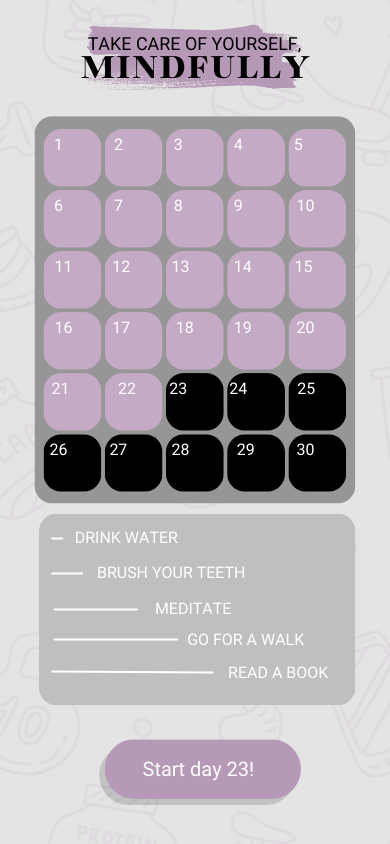 TAKE CARE OF YOURSELF,
MINDFULLY
1 2 3 4 5
6 7 8 9 10
11 12 13 14 15
16 17 18 19 20
21 22 23 24 25
26 27 28 29 30
DRINK WATER
BRUSH YOUR TEETH
MEDITATE
GO FOR A WALK
READ A BOOK
10
Start day 23!
PROTEIN